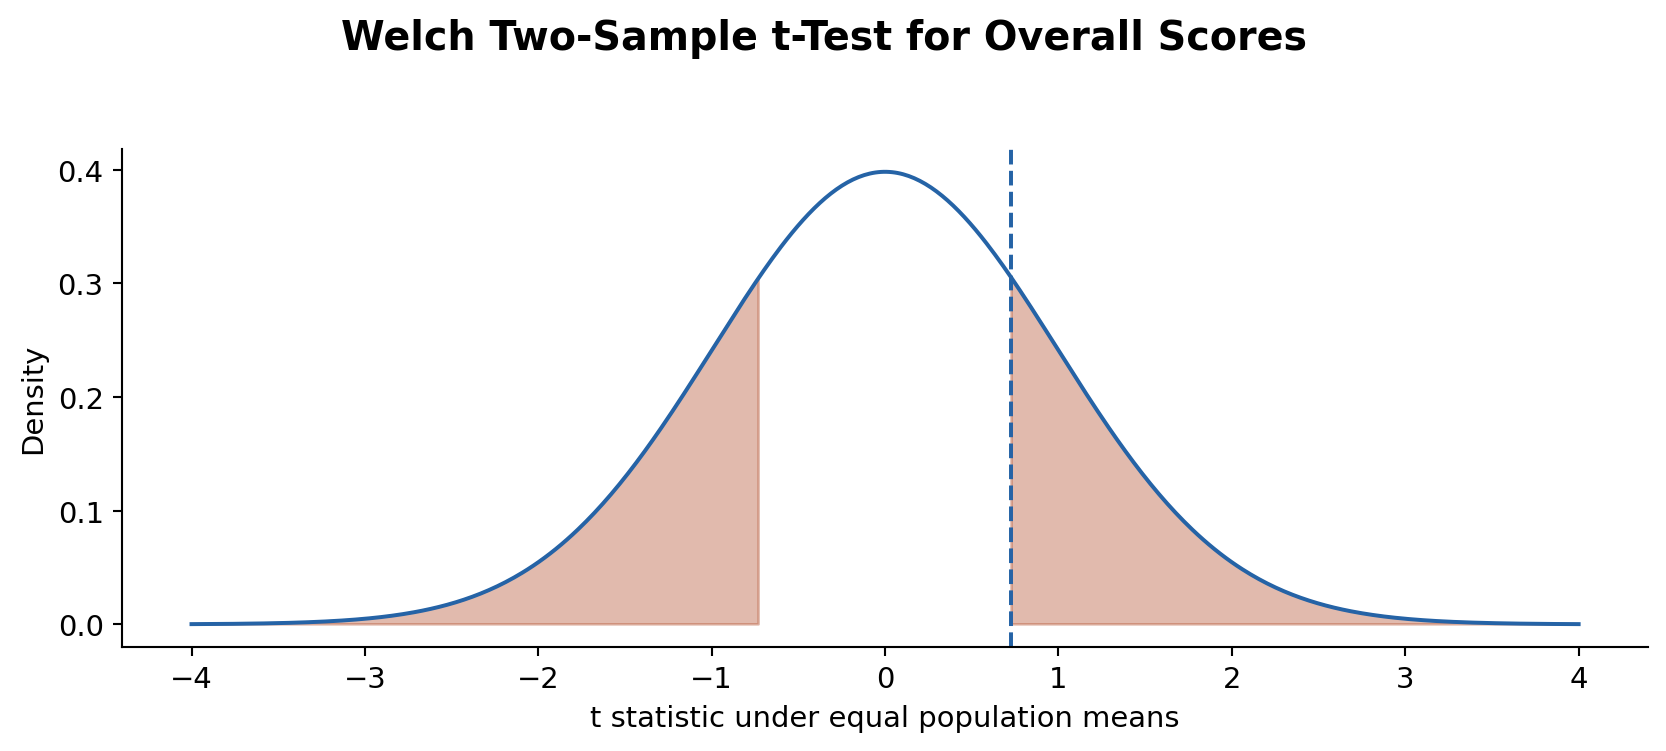 Welch Two-Sample t-Test for Overall Scores
0.4
0.3
0.2
0.1
0.0
Density
−4 −3 −2 −1 0 1 2 3 4
t statistic under equal population means